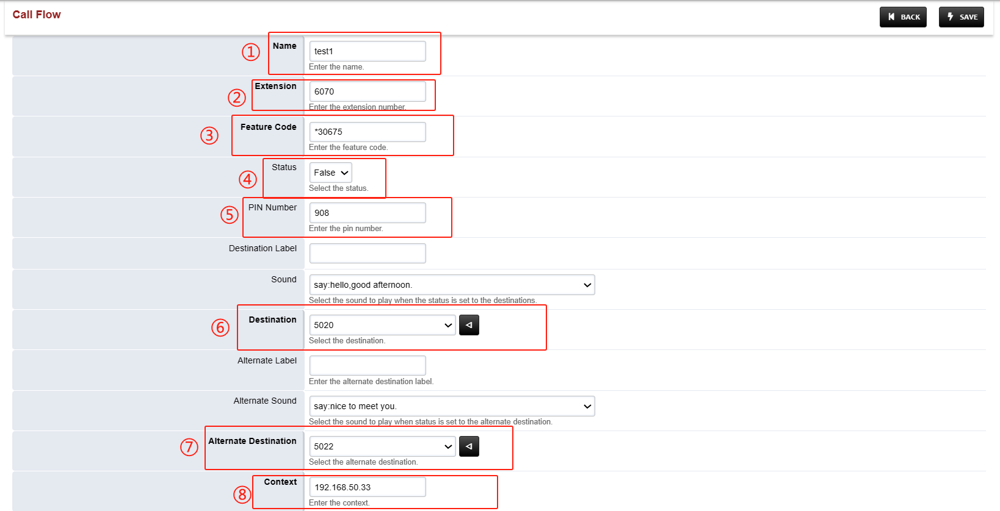 Call Flow
BACK
SAVE
① Name
test1
Enter the name.
② Extension
6070
Enter the extension number.
③ Feature Code
*30675
Enter the feature code.
④ Status
False
Select the status.
⑤ PIN Number
908
Enter the pin number.
Destination Label
Sound
say:hello,good afternoon.
Select the sound to play when the status is set to the destinations.
⑥ Destination
5020
Select the destination.
Alternate Label
Enter the alternate destination label.
Alternate Sound
say:nice to meet you.
Select the sound to play when status is set to the alternate destination.
⑦ Alternate Destination
5022
Select the alternate destination.
⑧ Context
192.168.50.33
Enter the context.